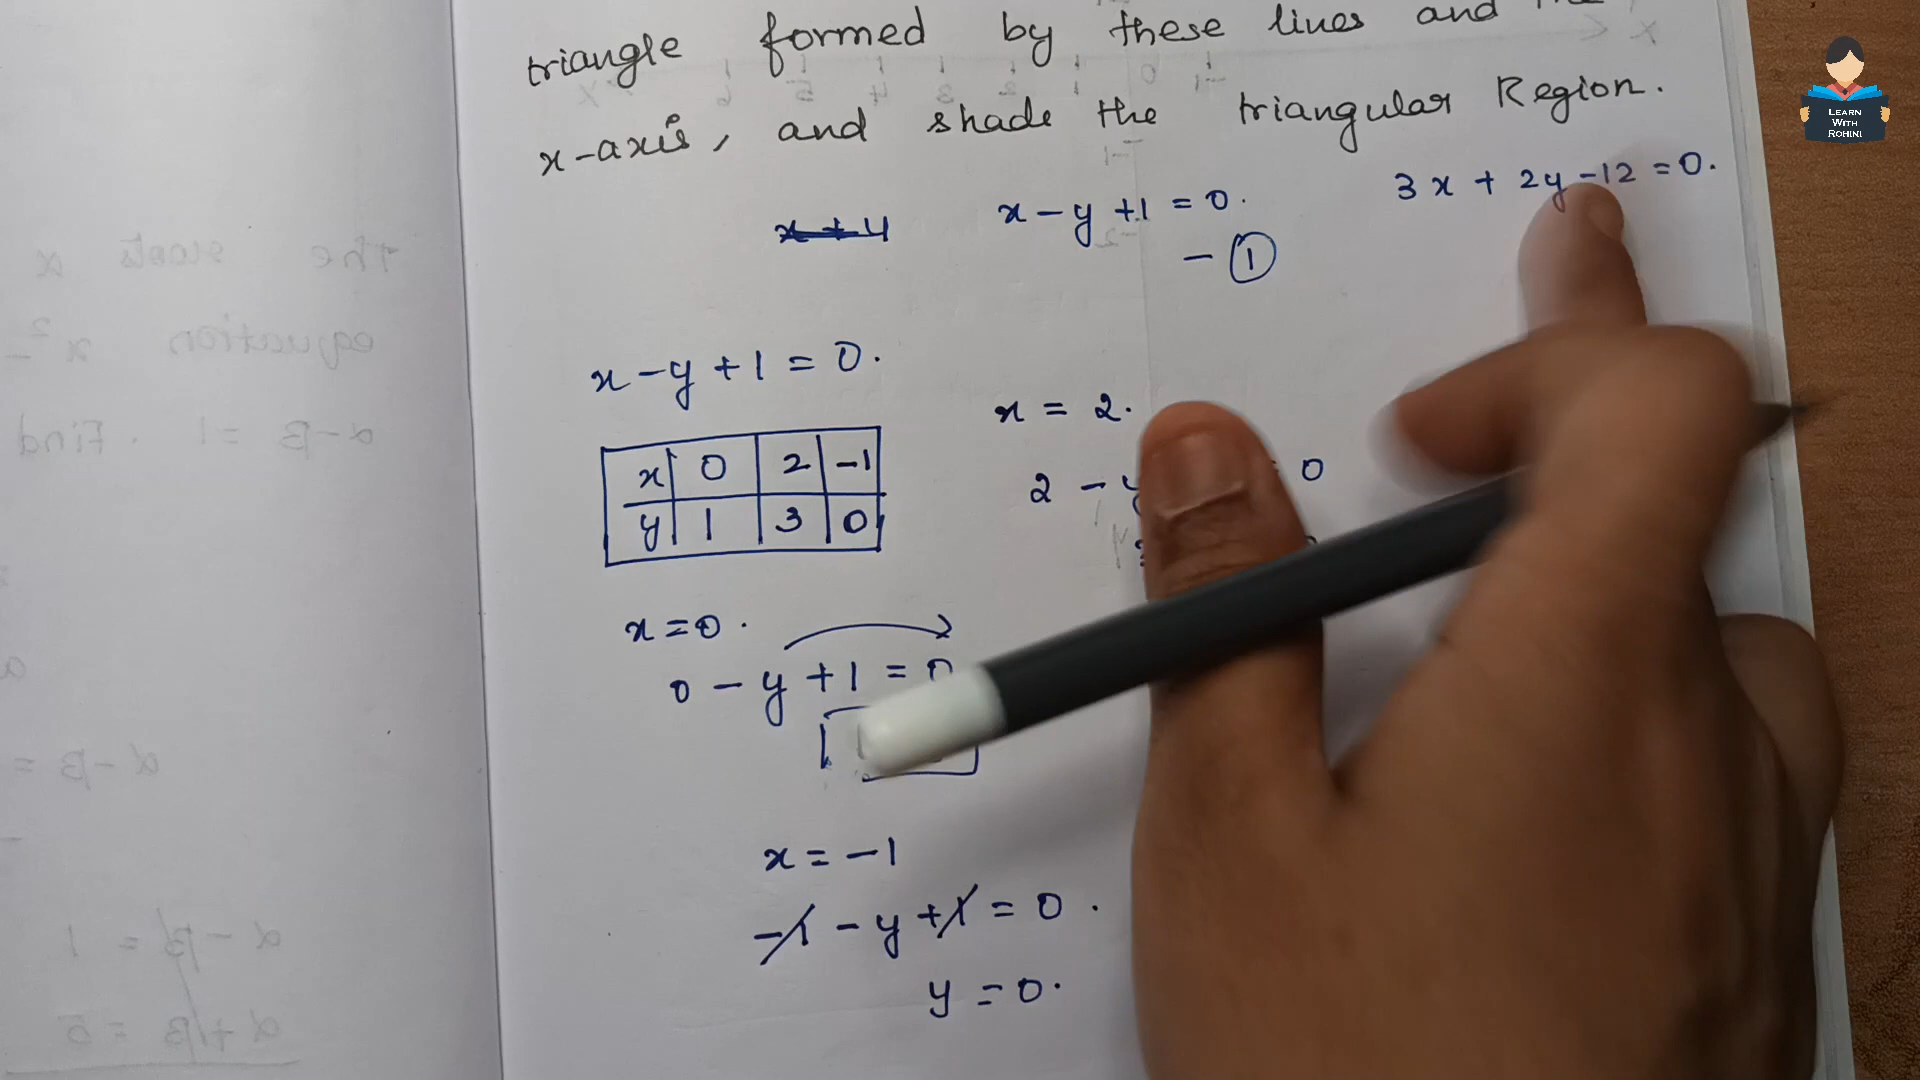 triangle formed by these lines and
x-axis, and shade the triangular Region.
x - y + 1 = 0.
3x + 2y - 12 = 0.
- ①
x - y + 1 = 0.
x = 2.
x 0 2 -1
y 1 3 0
2 - y = 0
x = 0.
0 - y + 1 = 0
x = -1
-1 - y + 1 = 0.
y = 0.
LEARN
WITH
ROHINI